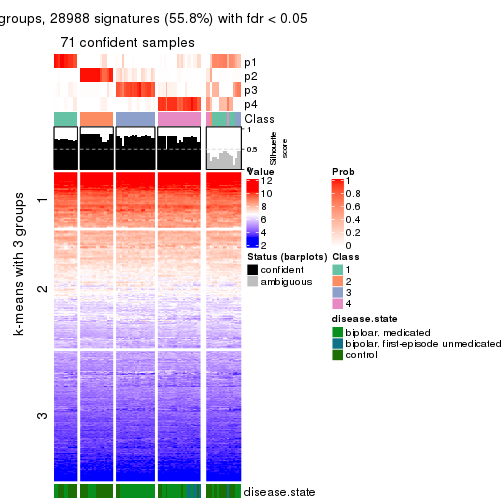 groups, 28988 signatures (55.8%) with fdr < 0.05
71 confident samples
p1
p2
p3
p4
Class
1
0.5
0
Silhouette
score
k-means with 3 groups
1
2
3
Value
12
10
8
6
4
2
Prob
1
0.8
0.6
0.4
0.2
0
Status (barplots)
confident
ambiguous
Class
1
2
3
4
disease.state
bipolar. medicated
bipolar. first-episode unmedicated
control
disease.state